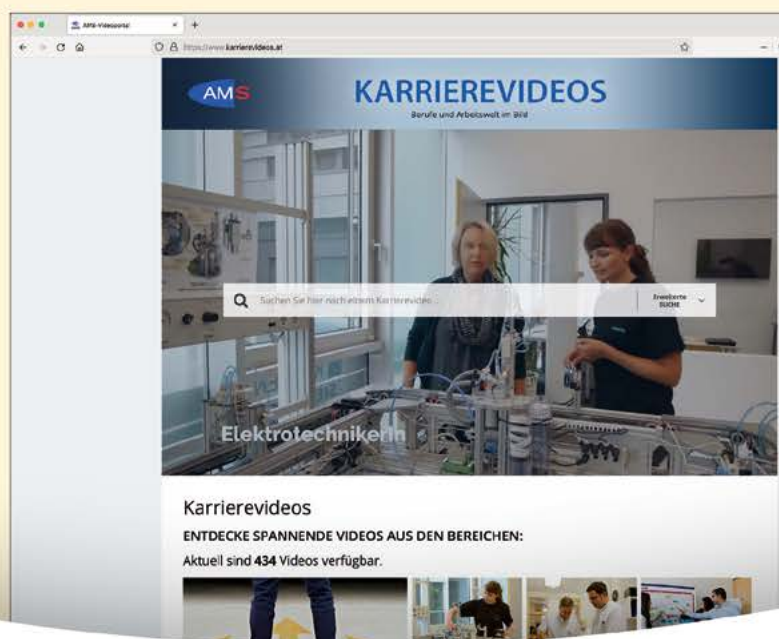 AMS-Videoportal
https://www.karrierevideos.at
AMS
KARRIEREVIDEOS
Berufe und Arbeitswelt im Bild
Suchen Sie hier nach einem Karrierevideo...
Erweiterte
SUCHE
ElektrotechnikerIn
Karrierevideos
ENTDECKE SPANNENDE VIDEOS AUS DEN BEREICHEN:
Aktuell sind 434 Videos verfügbar.